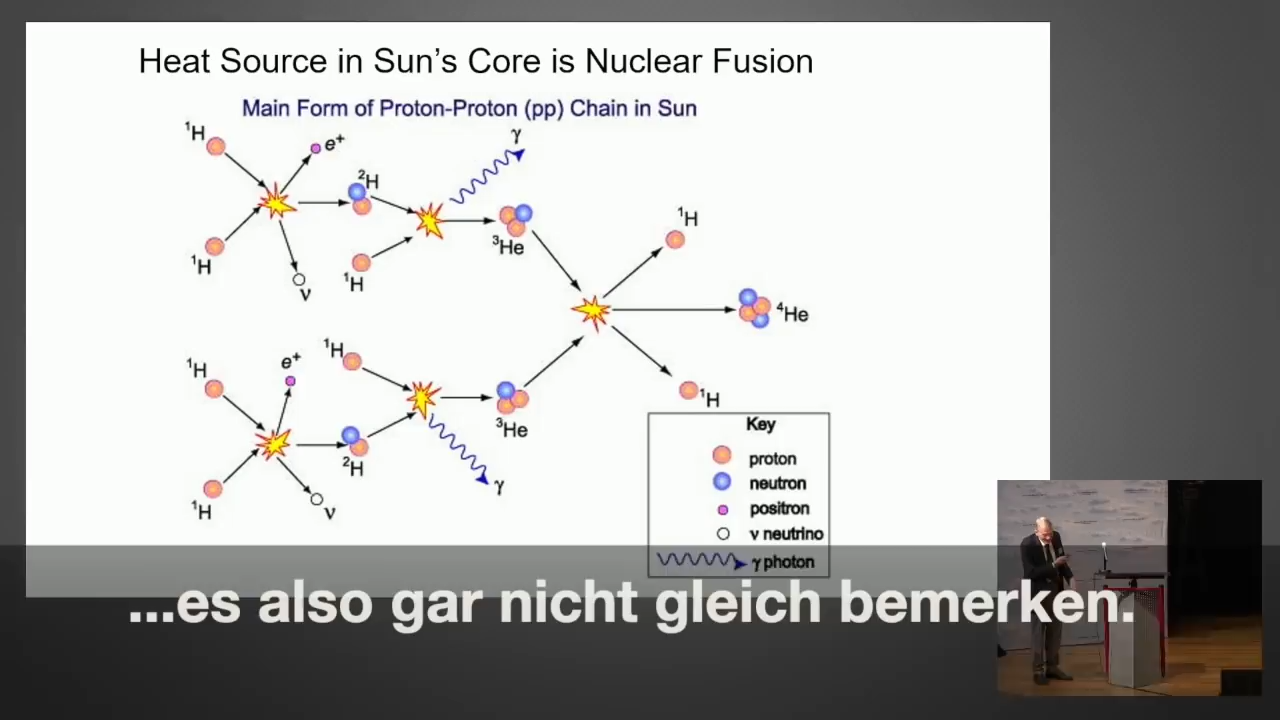 Heat Source in Sun's Core is Nuclear Fusion
Main Form of Proton-Proton (pp) Chain in Sun
¹H
e⁺
γ
²H
¹H
³He
¹H
¹H
ν
⁴He
¹H
¹H
e⁺
¹H
³He
²H
¹H
ν
γ
Key
proton
neutron
positron
ν neutrino
γ photon
...es also gar nicht gleich bemerken.